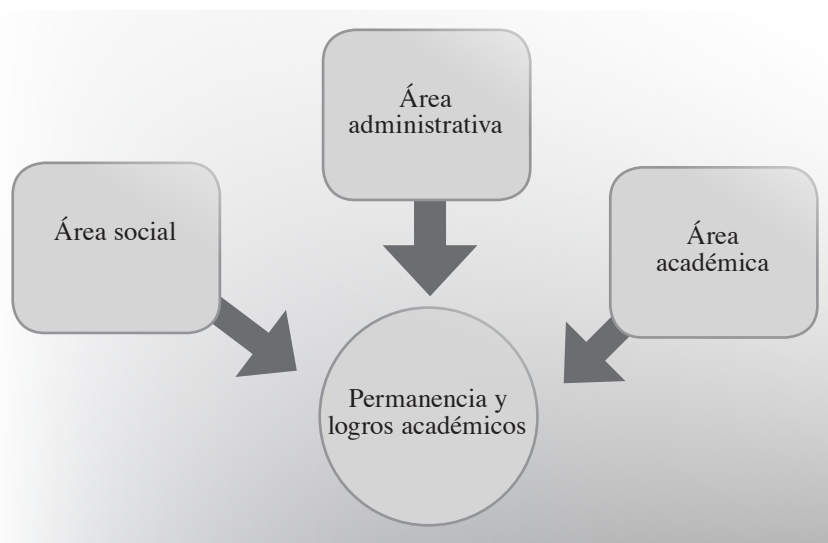 Área
administrativa
Área social
Área
académica
Permanencia y
logros académicos